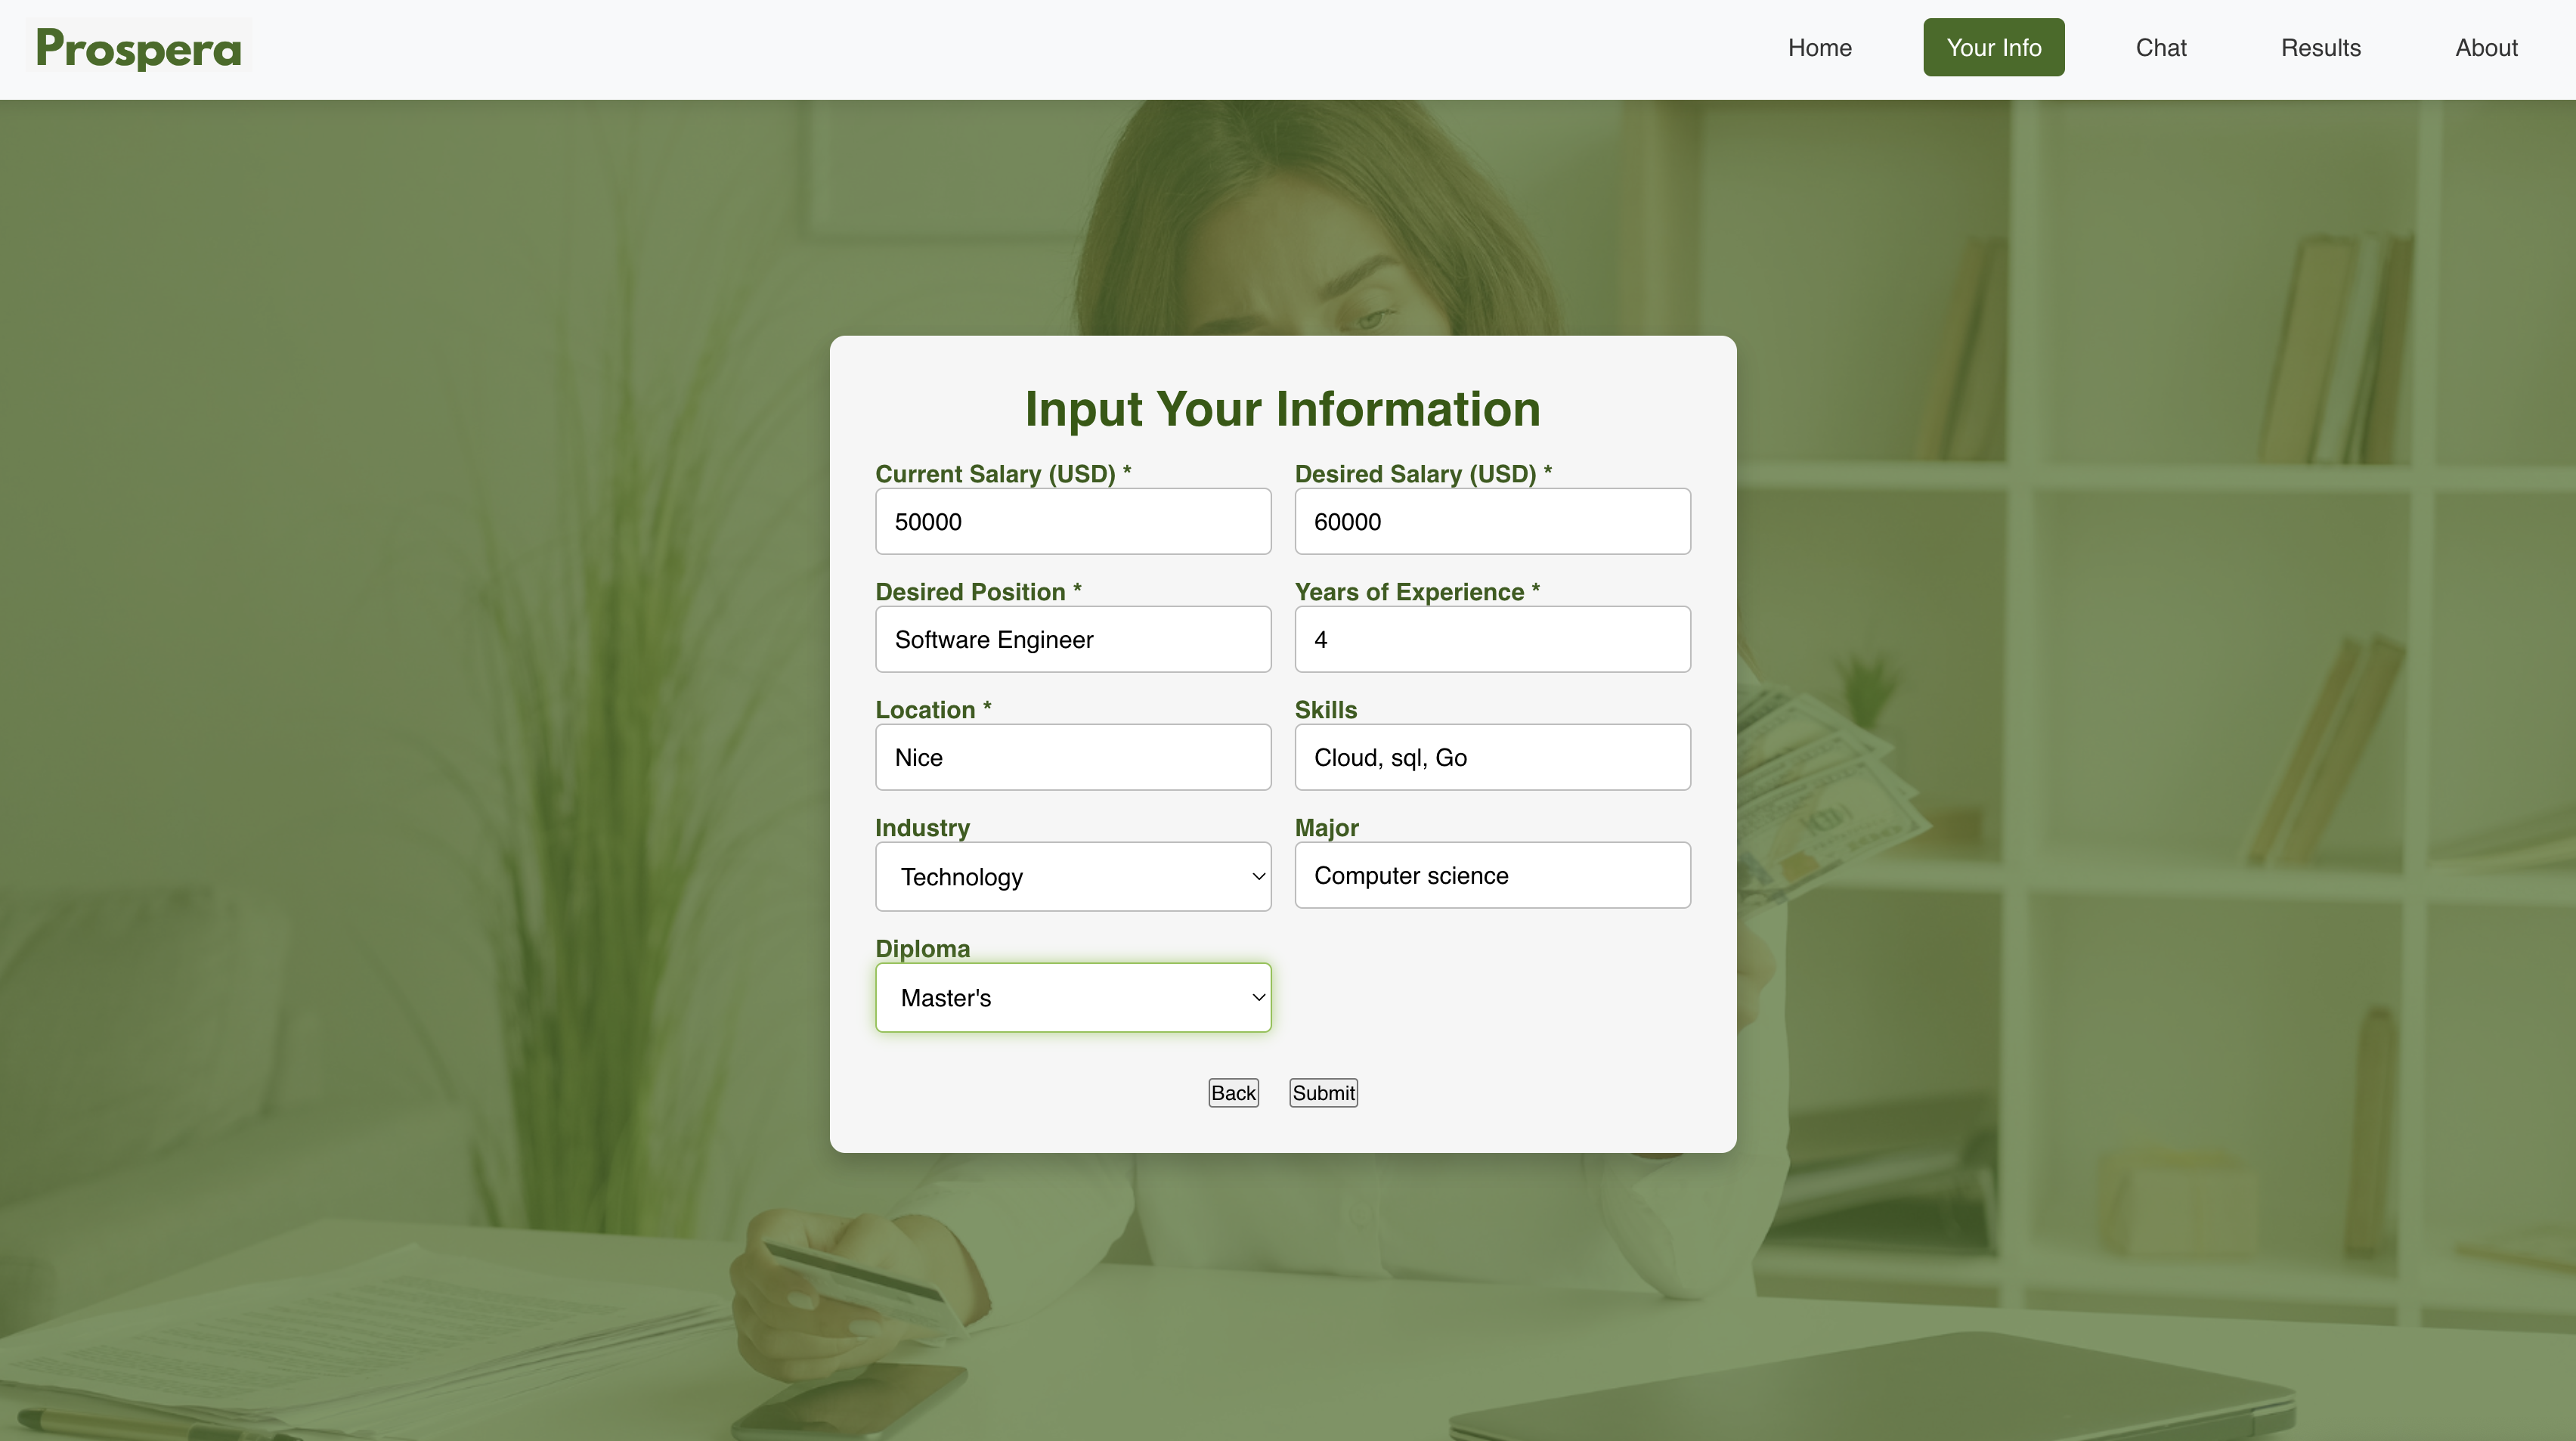 Prospera
Home Your Info Chat Results About
Input Your Information
Current Salary (USD) * Desired Salary (USD) *
50000 60000
Desired Position * Years of Experience *
Software Engineer 4
Location * Skills
Nice Cloud, sql, Go
Industry Major
Technology Computer science
Diploma
Master's
Back Submit